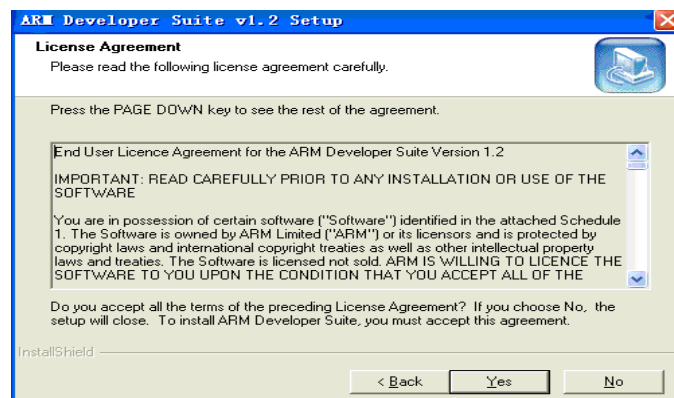 ARM Developer Suite v1.2 Setup
License Agreement
Please read the following license agreement carefully.
Press the PAGE DOWN key to see the rest of the agreement.
End User Licence Agreement for the ARM Developer Suite Version 1.2
IMPORTANT: READ CAREFULLY PRIOR TO ANY INSTALLATION OR USE OF THE
SOFTWARE
You are in possession of certain software ("Software") identified in the attached Schedule
1. The Software is owned by ARM Limited ("ARM") or its licensors and is protected by
copyright laws and international copyright treaties as well as other intellectual property
laws and treaties. The Software is licensed not sold. ARM IS WILLING TO LICENCE THE
SOFTWARE TO YOU UPON THE CONDITION THAT YOU ACCEPT ALL OF THE
Do you accept all the terms of the preceding License Agreement? If you choose No, the
setup will close. To install ARM Developer Suite, you must accept this agreement.
InstallShield
< Back Yes No